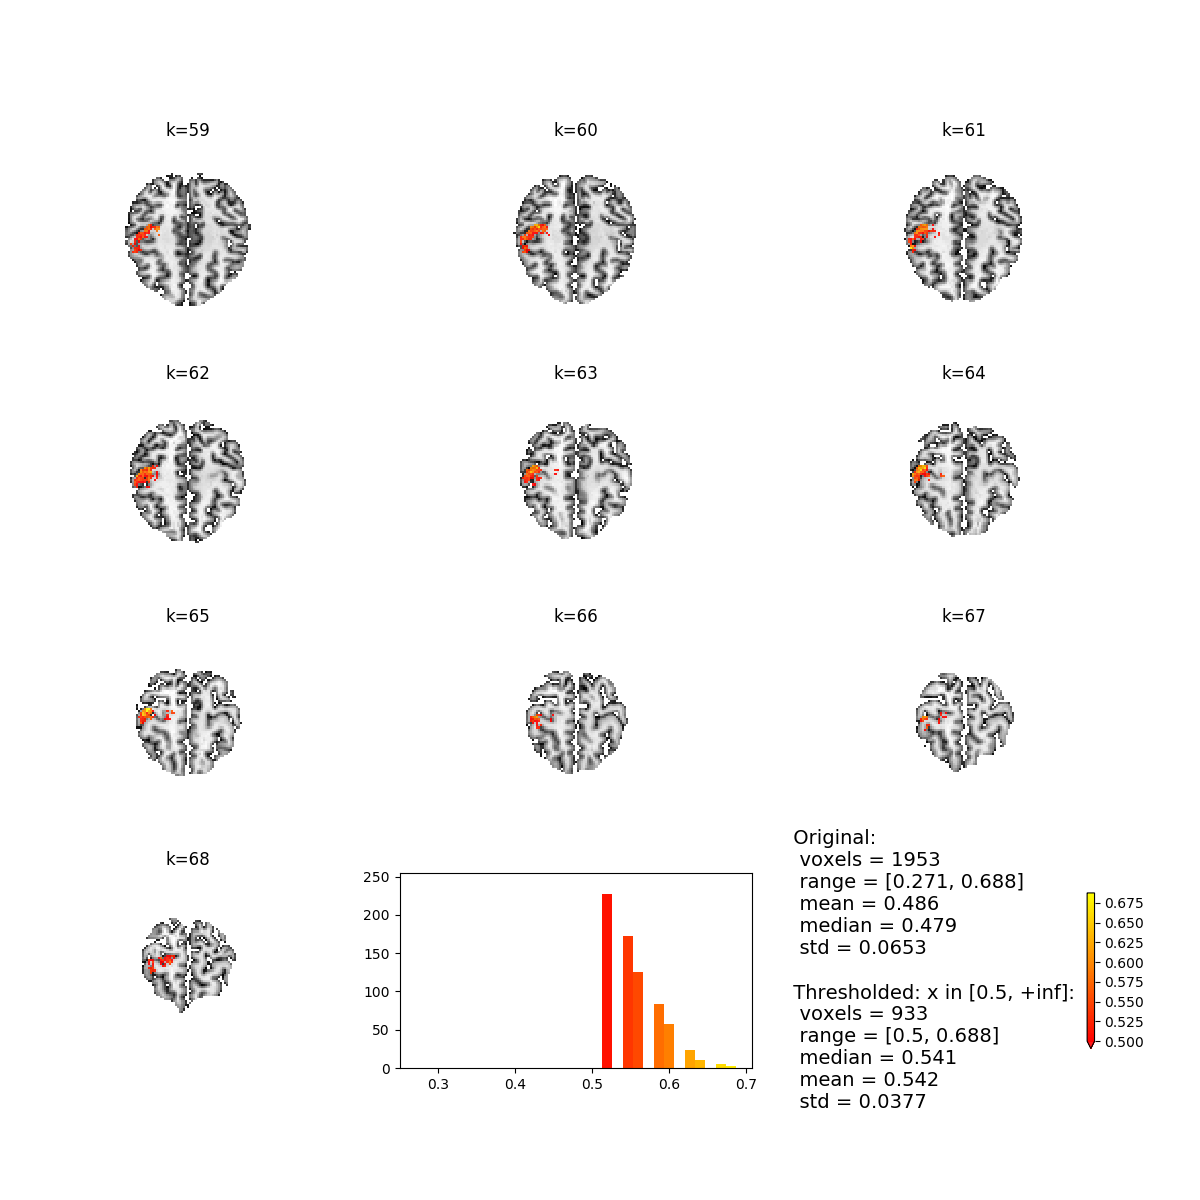 k=59
k=60
k=61
k=62
k=63
k=64
k=65
k=66
k=67
k=68
250
200
150
100
50
0
0.3
0.4
0.5
0.6
0.7
Original:
voxels = 1953
range = [0.271, 0.688]
mean = 0.486
median = 0.479
std = 0.0653
Thresholded: x in [0.5, +inf]:
voxels = 933
range = [0.5, 0.688]
median = 0.541
mean = 0.542
std = 0.0377
0.675
0.650
0.625
0.600
0.575
0.550
0.525
0.500